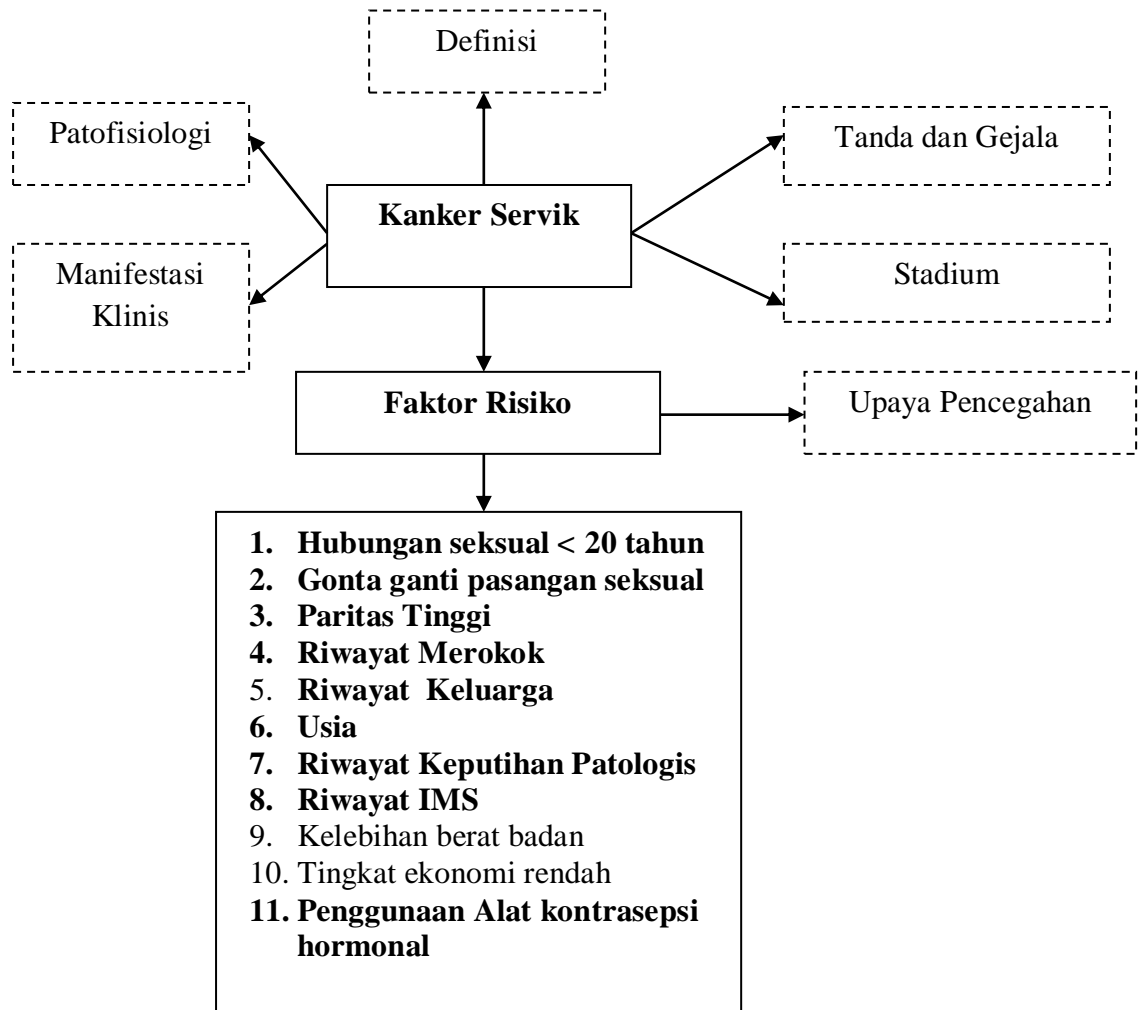 Definisi
Patofisiologi
Tanda dan Gejala
Kanker Servik
Manifestasi
Klinis
Stadium
Faktor Risiko
Upaya Pencegahan
1. Hubungan seksual < 20 tahun
2. Gonta ganti pasangan seksual
3. Paritas Tinggi
4. Riwayat Merokok
5. Riwayat Keluarga
6. Usia
7. Riwayat Keputihan Patologis
8. Riwayat IMS
9. Kelebihan berat badan
10. Tingkat ekonomi rendah
11. Penggunaan Alat kontrasepsi
hormonal